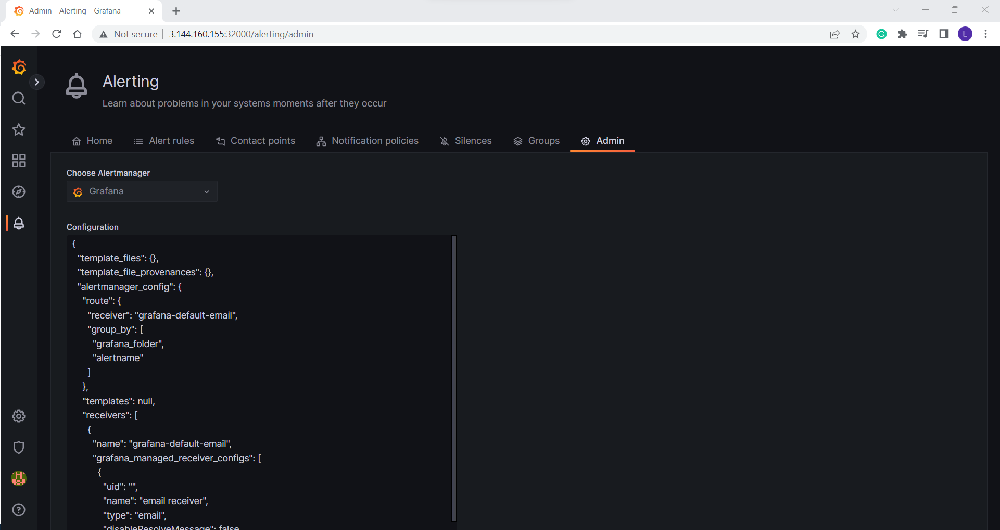 Admin - Alerting - Grafana
Not secure
3.144.160.155:32000/alerting/admin
L
Alerting
Learn about problems in your systems moments after they occur
Home
Alert rules
Contact points
Notification policies
Silences
Groups
Admin
Choose Alertmanager
Grafana
Configuration
{
"template_files": {},
"template_file_provenances": {},
"alertmanager_config": {
"route": {
"receiver": "grafana-default-email",
"group_by": [
"grafana_folder",
"alertname"
]
},
"templates": null,
"receivers": [
{
"name": "grafana-default-email",
"grafana_managed_receiver_configs": [
{
"uid": "",
"name": "email receiver",
"type": "email",
"disableResolveMessage": false